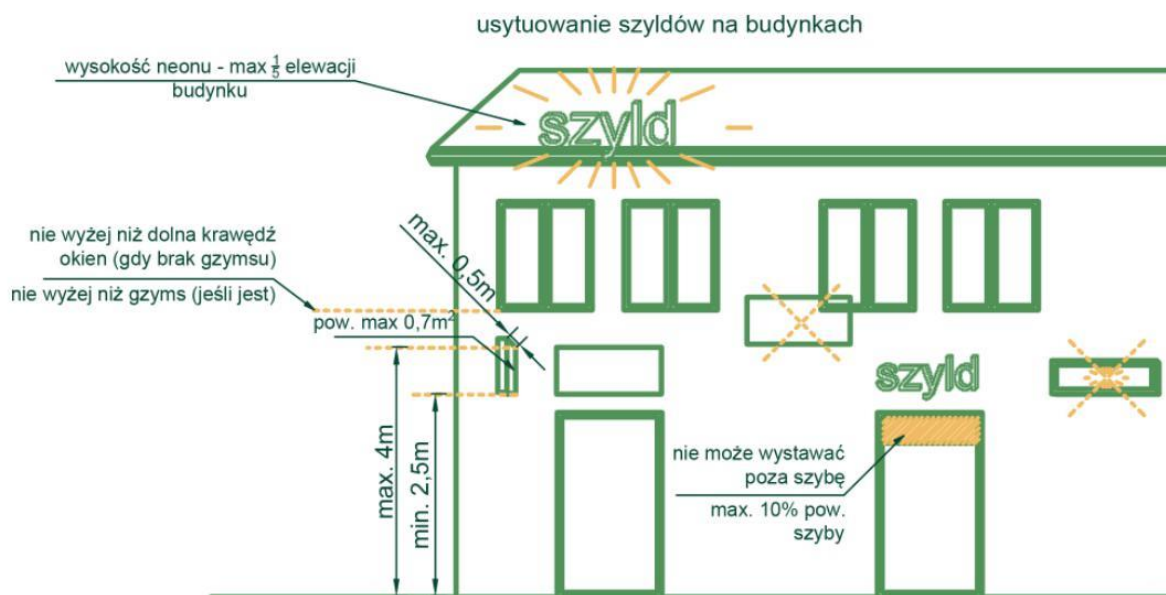 usytuowanie szyldów na budynkach
wysokość neonu - max 1/5 elewacji
budynku
szyld
nie wyżej niż dolna krawędź
okien (gdy brak gzymsu)
nie wyżej niż gzyms (jeśli jest)
max. 0,5m
pow. max 0,7m²
szyld
max. 4m
min. 2,5m
nie może wystawać
poza szybę
max. 10% pow.
szyby